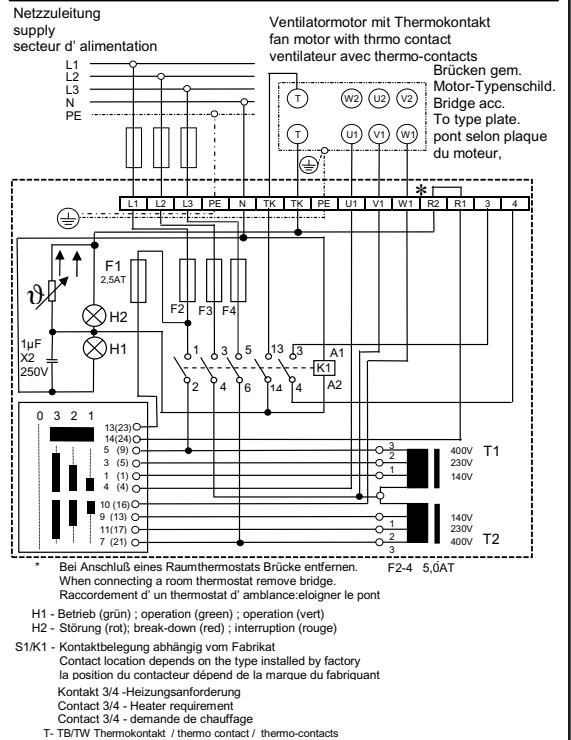 Netzzuleitung
supply
secteur d' alimentation
Ventilatormotor mit Thermokontakt
fan motor with thrmo contact
ventilateur avec thermo-contacts
Brücken gem.
Motor-Typenschild.
Bridge acc.
To type plate.
pont selon plaque
du moteur,
L1
L2
L3
N
PE
T W2 U2 V2
T U1 V1 W1
*
L1 L2 L3 PE N TK TK PE U1 V1 W1 R2 R1 3 4
F1
2,5AT
F2 F3 F4
ϑ
H2
H1
1µF
X2
250V
1 3 5 13 3
2 4 6 14 4
A1
K1
A2
0 3 2 1
13(23)
14(24)
5 (9)
3 (5)
1 (1)
4 (4)
10 (16)
9 (13)
11(17)
7 (21)
3
2
1
400V
230V
140V
T1
1
2
3
140V
230V
400V
T2
* Bei Anschluß eines Raumthermostats Brücke entfernen.
When connecting a room thermostat remove bridge.
Raccordement d' un thermostat d' ambiance:eloigner le pont
F2-4 5,0AT
H1 - Betrieb (grün) ; operation (green) ; operation (vert)
H2 - Störung (rot); break-down (red) ; interruption (rouge)
S1/K1 - Kontaktbelegung abhängig vom Fabrikat
Contact location depends on the type installed by factory
la position du contacteur dépend de la marque du fabriquant
Kontakt 3/4 -Heizungsanforderung
Contact 3/4 - Heater requirement
Contact 3/4 - demande de chauffage
T- TB/TW Thermokontakt / thermo contact / thermo-contacts